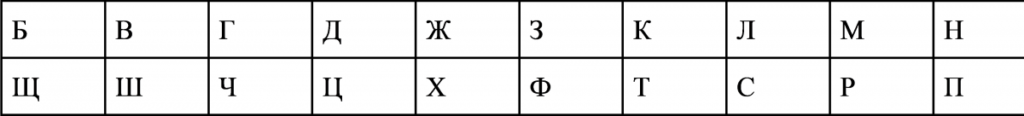 Б В Г Д Ж З К Л М Н
Щ Ш Ч Ц Х Ф Т С Р П